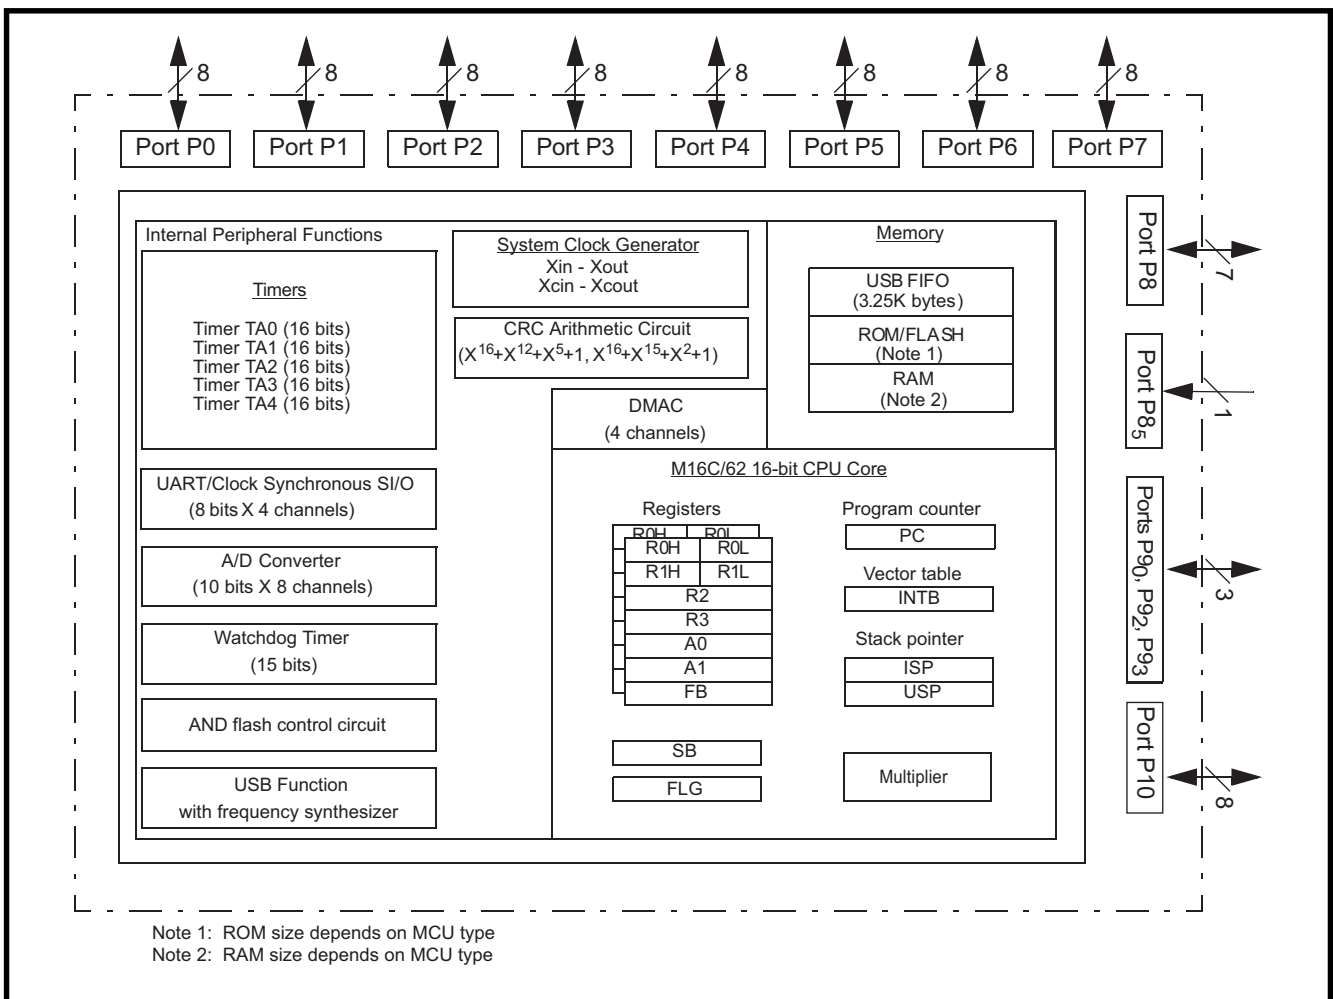 8 8 8 8 8 8 8 8
Port P0 Port P1 Port P2 Port P3 Port P4 Port P5 Port P6 Port P7
Internal Peripheral Functions
Timers
Timer TA0 (16 bits)
Timer TA1 (16 bits)
Timer TA2 (16 bits)
Timer TA3 (16 bits)
Timer TA4 (16 bits)
System Clock Generator
Xin - Xout
Xcin - Xcout
CRC Arithmetic Circuit
(X16+X12+X5+1, X16+X15+X2+1)
Memory
USB FIFO
(3.25K bytes)
ROM/FLASH
(Note 1)
RAM
(Note 2)
DMAC
(4 channels)
UART/Clock Synchronous SI/O
(8 bits X 4 channels)
A/D Converter
(10 bits X 8 channels)
Watchdog Timer
(15 bits)
AND flash control circuit
USB Function
with frequency synthesizer
M16C/62 16-bit CPU Core
Registers
R0H R0L
R0H R0L
R1H R1L
R2
R3
A0
A1
FB
SB
FLG
Program counter
PC
Vector table
INTB
Stack pointer
ISP
USP
Multiplier
Port P8
7
Port P85
1
Ports P90, P92, P93
3
Port P10
8
Note 1: ROM size depends on MCU type
Note 2: RAM size depends on MCU type